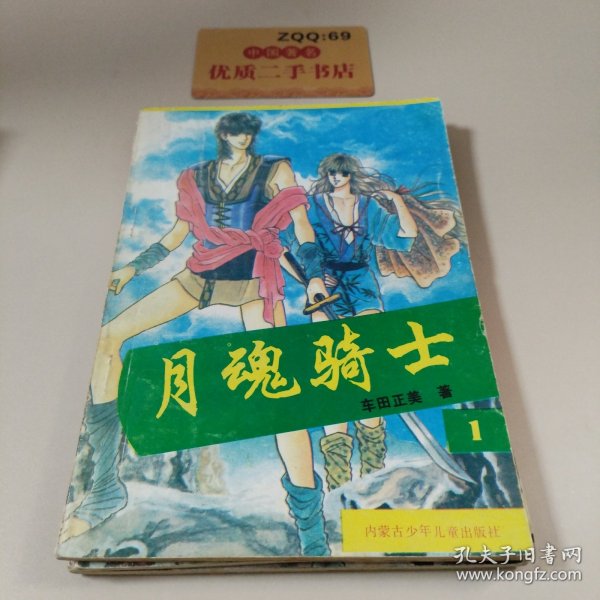 ZQQ:69
中国著名
优质二手书店
月魂骑士
车田正美 著
1
内蒙古少年儿童出版社
孔夫子旧书网
www.kongfz.com